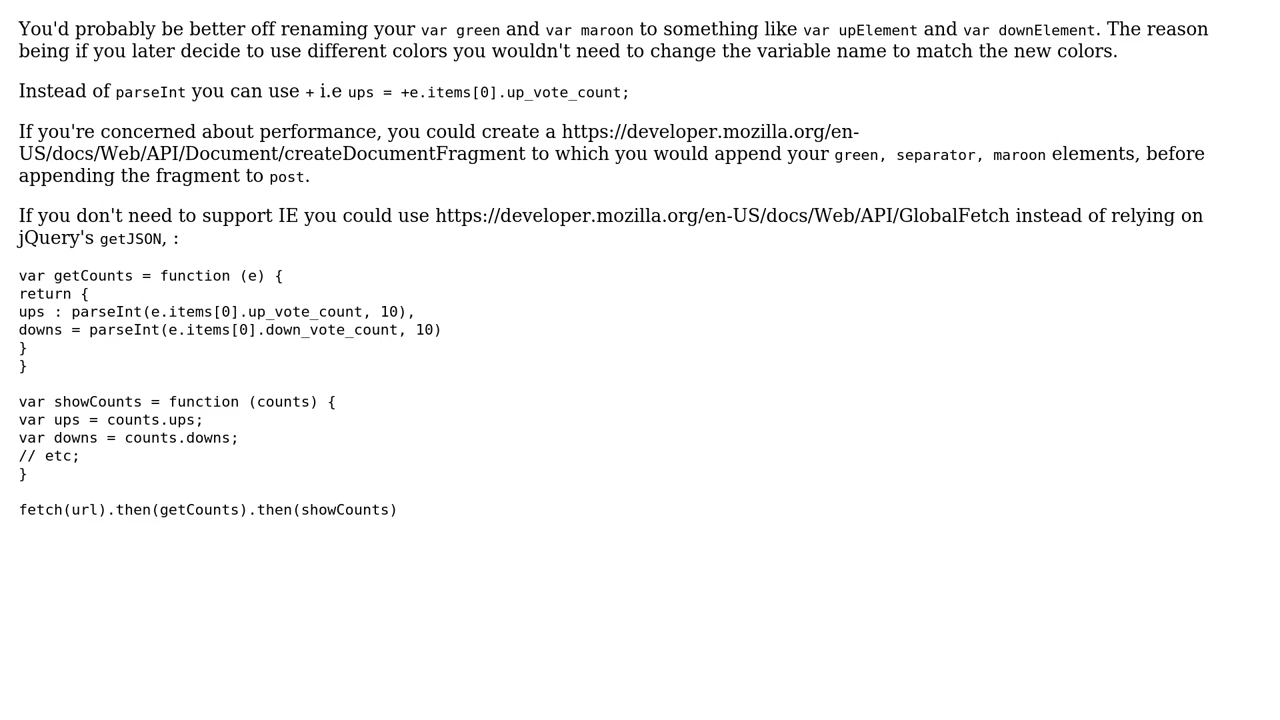 You'd probably be better off renaming your var green and var maroon to something like var upElement and var downElement. The reason
being if you later decide to use different colors you wouldn't need to change the variable name to match the new colors.
Instead of parseInt you can use + i.e ups = +e.items[0].up_vote_count;
If you're concerned about performance, you could create a https://developer.mozilla.org/en-
US/docs/Web/API/Document/createDocumentFragment to which you would append your green, separator, maroon elements, before
appending the fragment to post.
If you don't need to support IE you could use https://developer.mozilla.org/en-US/docs/Web/API/GlobalFetch instead of relying on
jQuery's getJSON, :
var getCounts = function (e) {
return {
ups : parseInt(e.items[0].up_vote_count, 10),
downs = parseInt(e.items[0].down_vote_count, 10)
}
}
var showCounts = function (counts) {
var ups = counts.ups;
var downs = counts.downs;
// etc;
}
fetch(url).then(getCounts).then(showCounts)